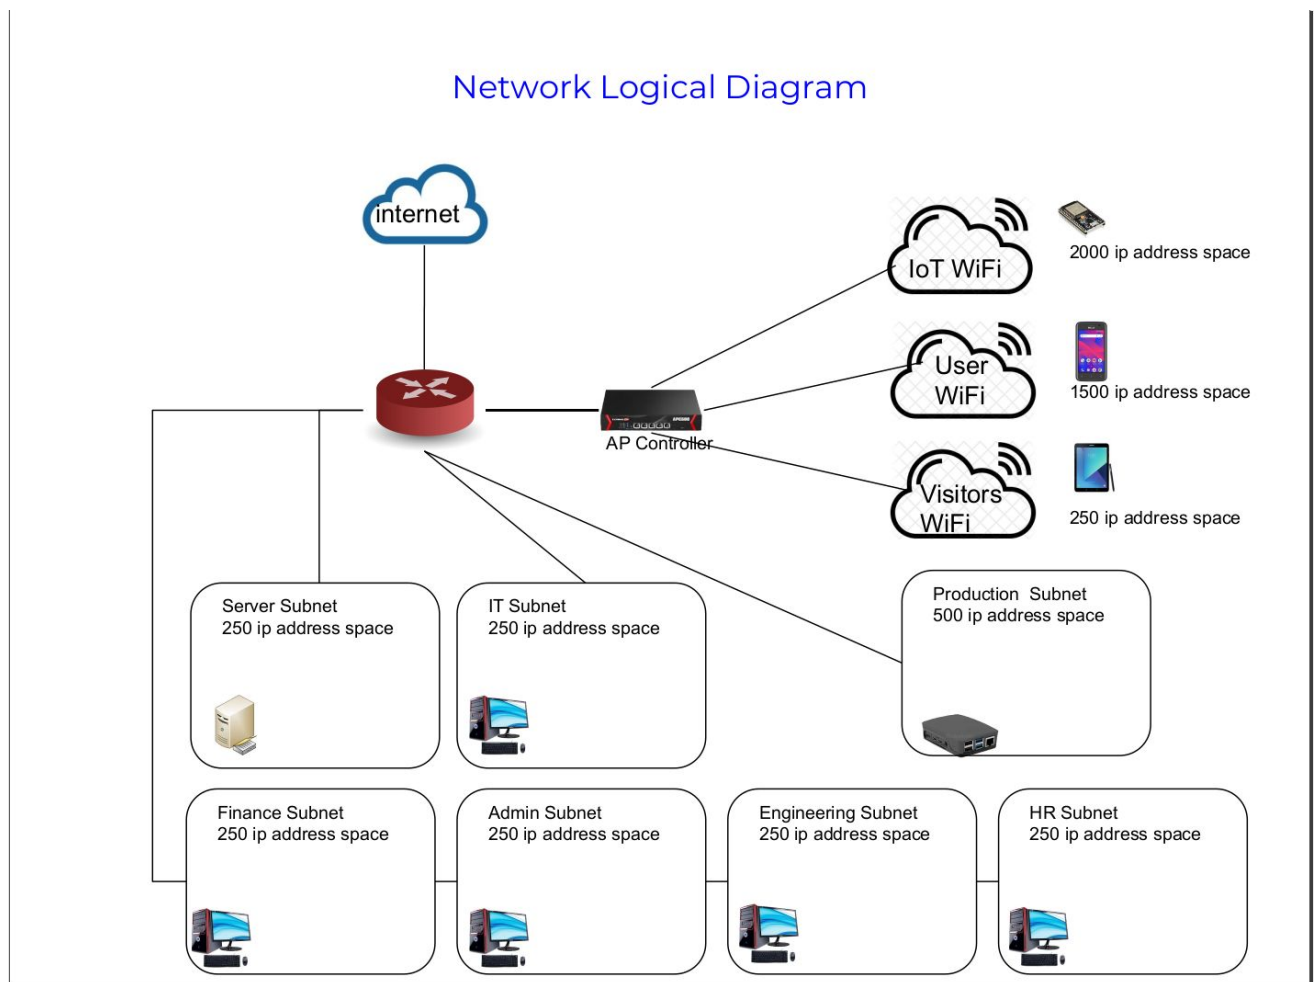 Network Logical Diagram
internet
IoT WiFi
2000 ip address space
User
WiFi
1500 ip address space
AP Controller
Visitors
WiFi
250 ip address space
Server Subnet
250 ip address space
IT Subnet
250 ip address space
Production Subnet
500 ip address space
Finance Subnet
250 ip address space
Admin Subnet
250 ip address space
Engineering Subnet
250 ip address space
HR Subnet
250 ip address space